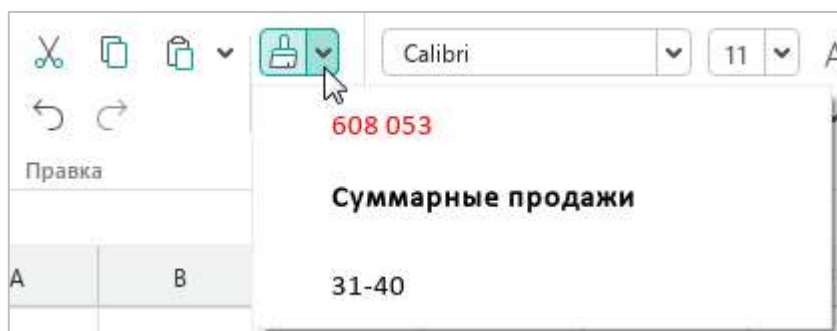 Calibri
11
608 053
Правка
Суммарные продажи
A
B
31-40